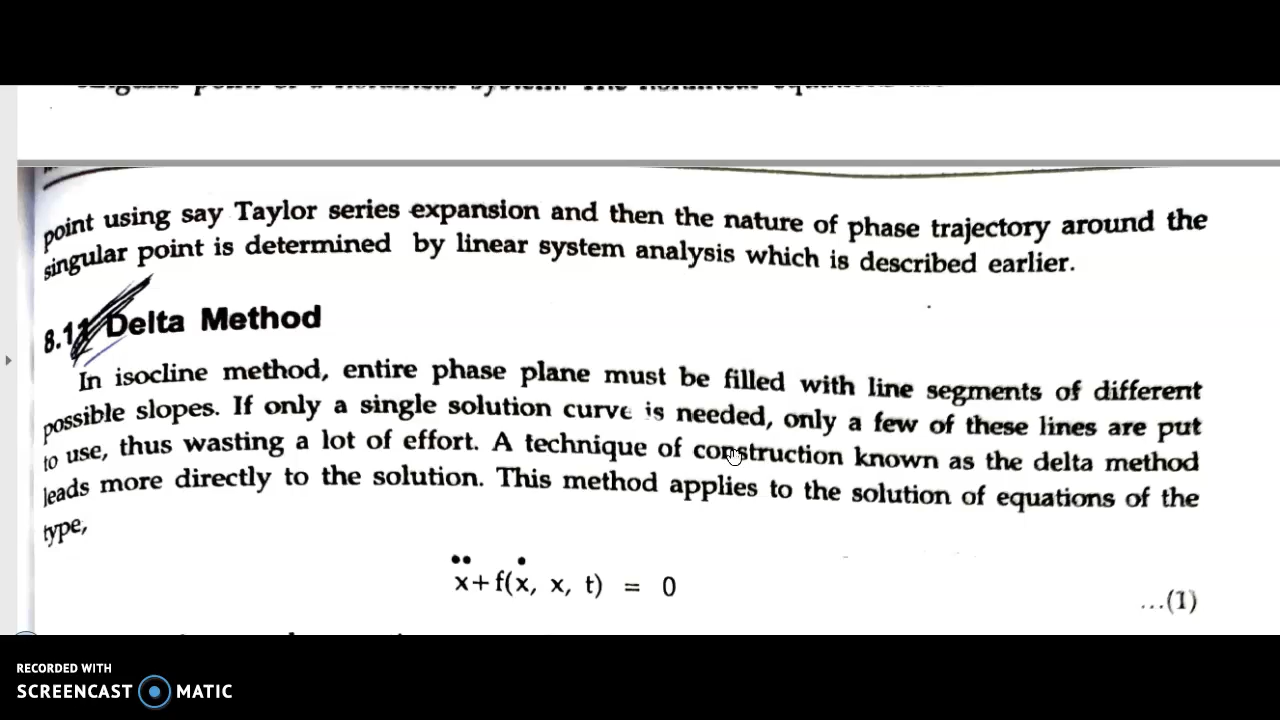 point using say Taylor series expansion and then the nature of phase trajectory around the
singular point is determined by linear system analysis which is described earlier.
8.11 Delta Method
In isocline method, entire phase plane must be filled with line segments of different
possible slopes. If only a single solution curve is needed, only a few of these lines are put
to use, thus wasting a lot of effort. A technique of construction known as the delta method
leads more directly to the solution. This method applies to the solution of equations of the
type,
ẍ+f(ẋ, x, t) = 0
...(1)
RECORDED WITH
SCREENCAST MATIC